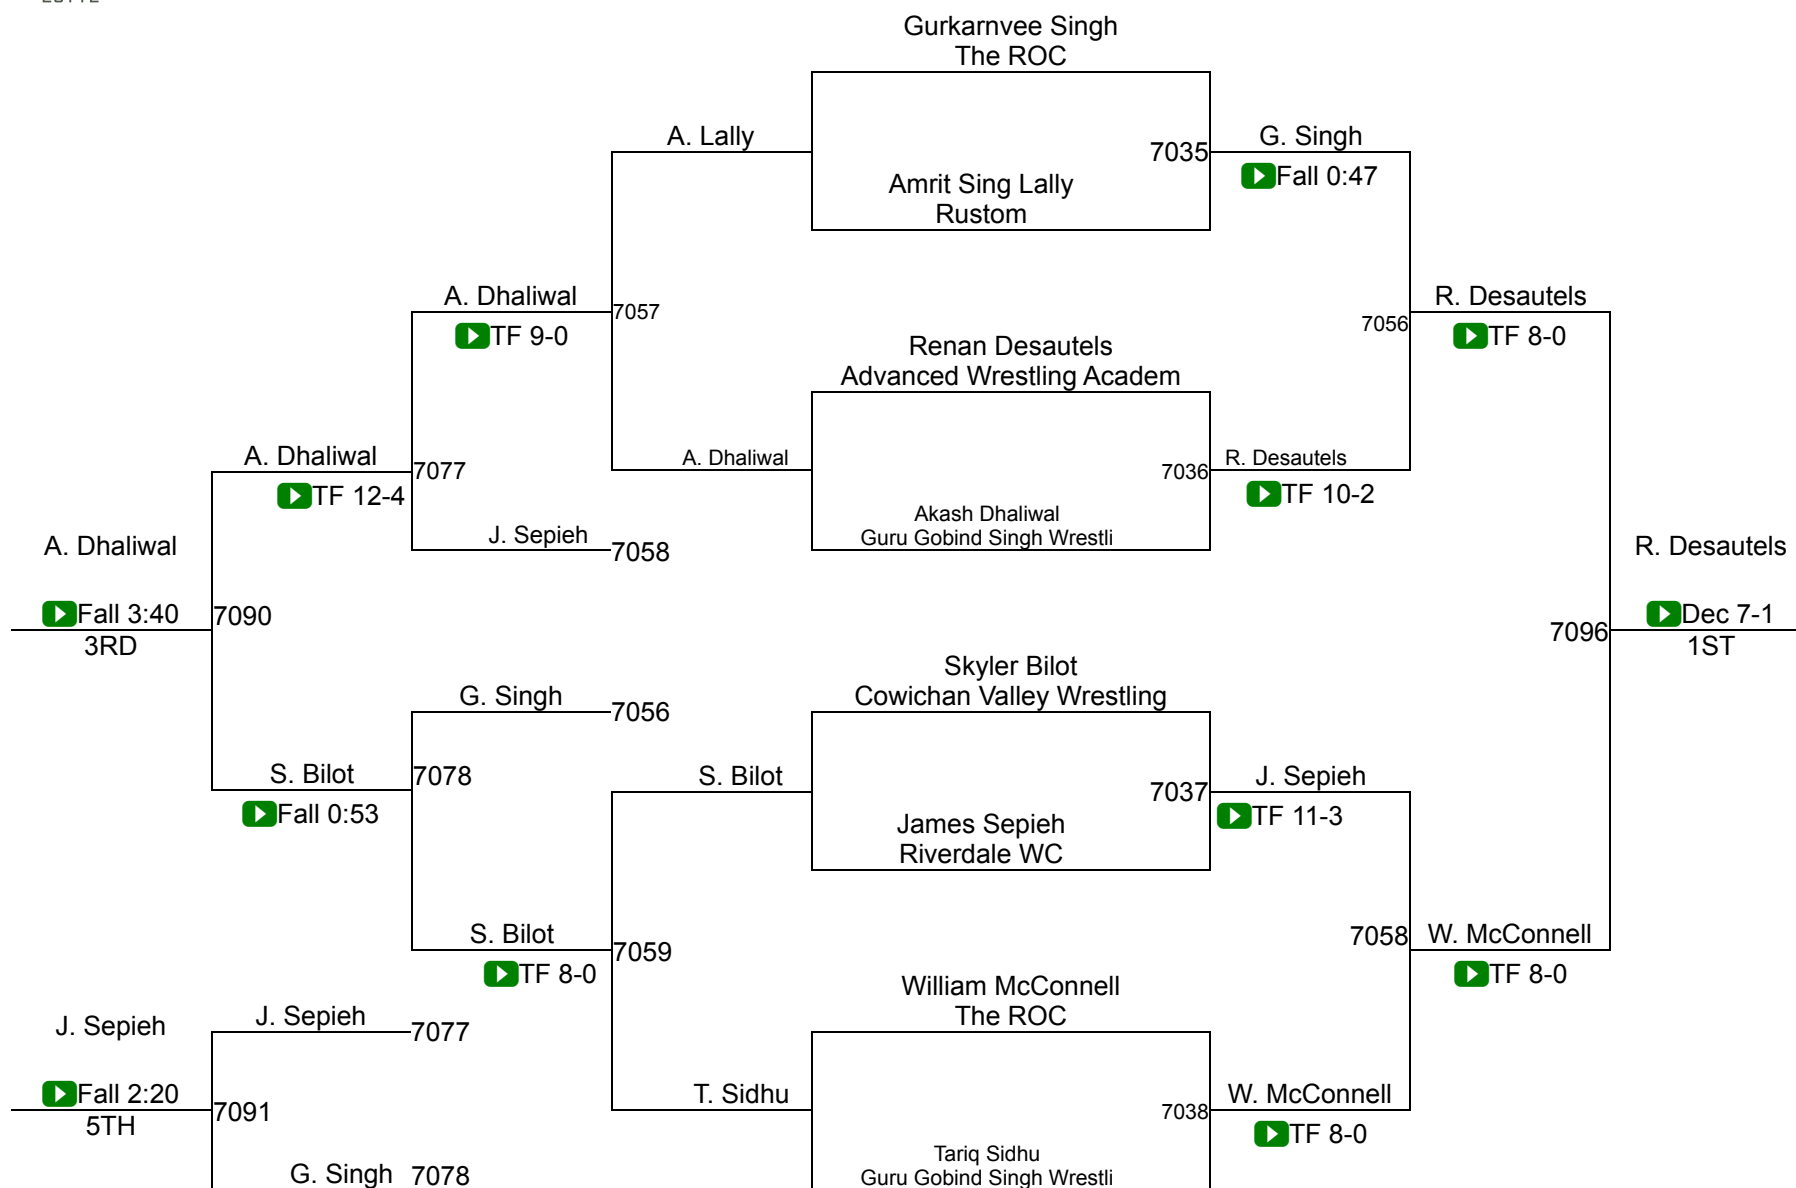 Gurkarnvee Singh
The ROC
A. Lally
7035
G. Singh
Fall 0:47
Amrit Sing Lally
Rustom
A. Dhaliwal
7057
TF 9-0
7056
R. Desautels
TF 8-0
Renan Desautels
Advanced Wrestling Academ
A. Dhaliwal
7077
TF 12-4
A. Dhaliwal
7036
R. Desautels
TF 10-2
Akash Dhaliwal
Guru Gobind Singh Wrestli
J. Sepieh
7058
A. Dhaliwal
Fall 3:40
3RD
7090
R. Desautels
7096
Dec 7-1
1ST
Skyler Bilot
Cowichan Valley Wrestling
G. Singh
7056
S. Bilot
7078
Fall 0:53
S. Bilot
7037
J. Sepieh
TF 11-3
James Sepieh
Riverdale WC
S. Bilot
7059
TF 8-0
7058
W. McConnell
TF 8-0
William McConnell
The ROC
J. Sepieh
J. Sepieh
7077
Fall 2:20
5TH
7091
T. Sidhu
7038
W. McConnell
TF 8-0
Tariq Sidhu
Guru Gobind Singh Wrestli
G. Singh
7078